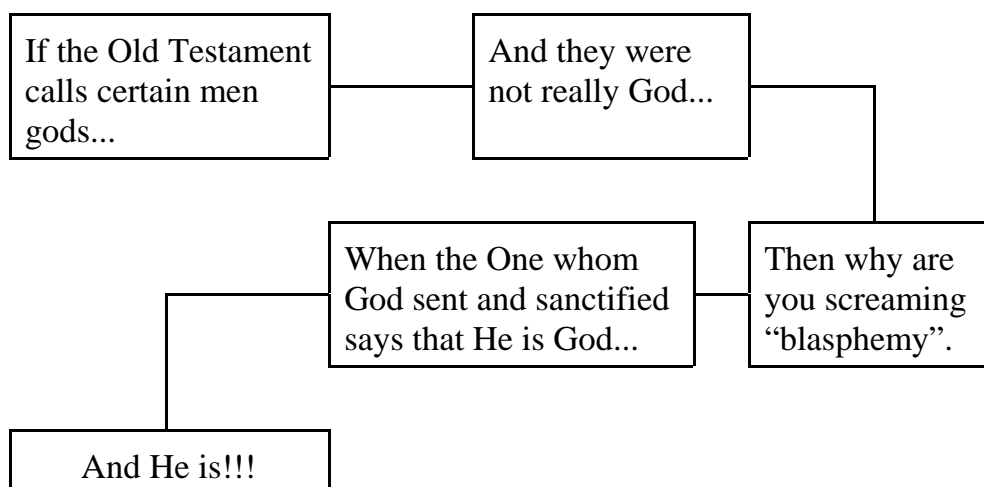 If the Old Testament
calls certain men
gods...
And they were
not really God...
Then why are
you screaming
“blasphemy”.
When the One whom
God sent and sanctified
says that He is God...
And He is!!!